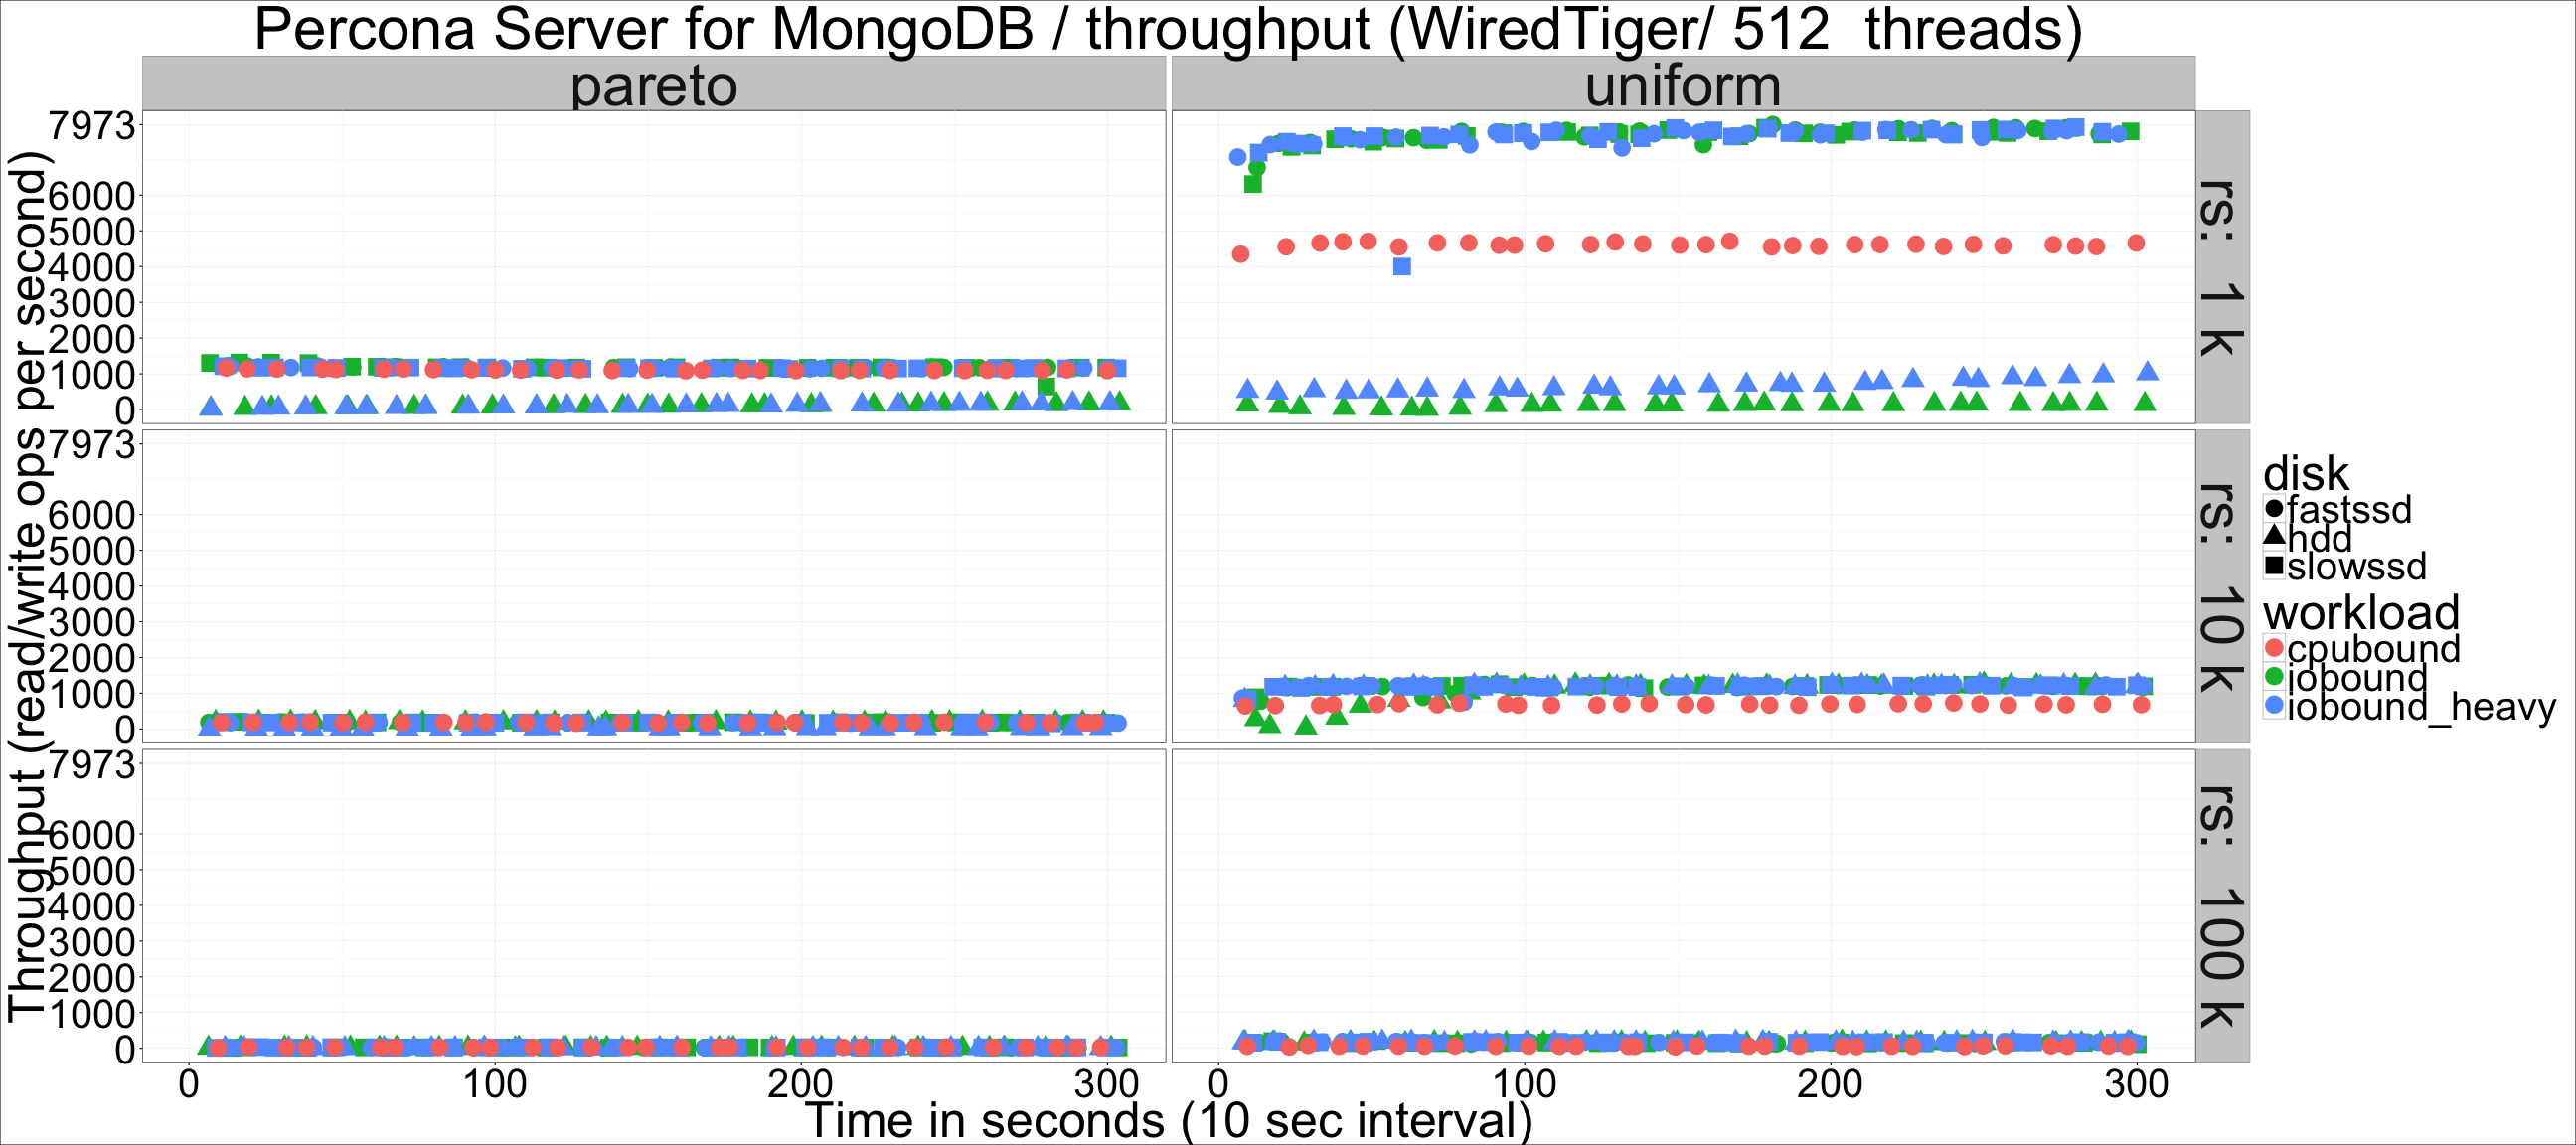 Percona Server for MongoDB / throughput (WiredTiger/ 512  threads)
pareto
uniform
Throughput (read/write ops per second)
7973
6000
5000
4000
3000
2000
1000
0
rs:  1 k
7973
6000
5000
4000
3000
2000
1000
0
rs:  10 k
7973
6000
5000
4000
3000
2000
1000
0
rs:  100 k
0
100
200
300
0
100
200
300
Time in seconds (10 sec interval)
disk
fastssd
hdd
slowssd
workload
cpubound
iobound
iobound_heavy